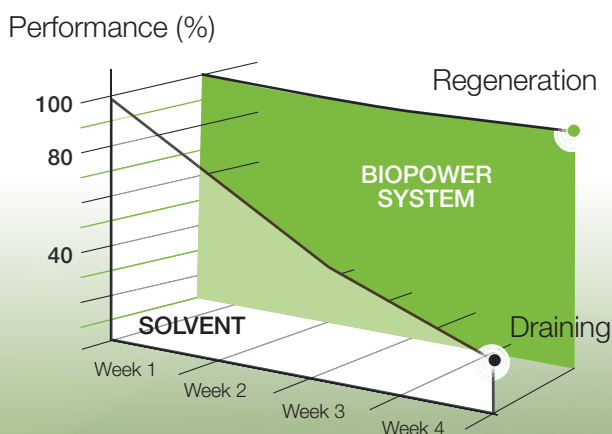 Performance (%)
Regeneration
100
80
BIOPOWER
SYSTEM
40
Draining
SOLVENT
Week 1
Week 2
Week 3
Week 4